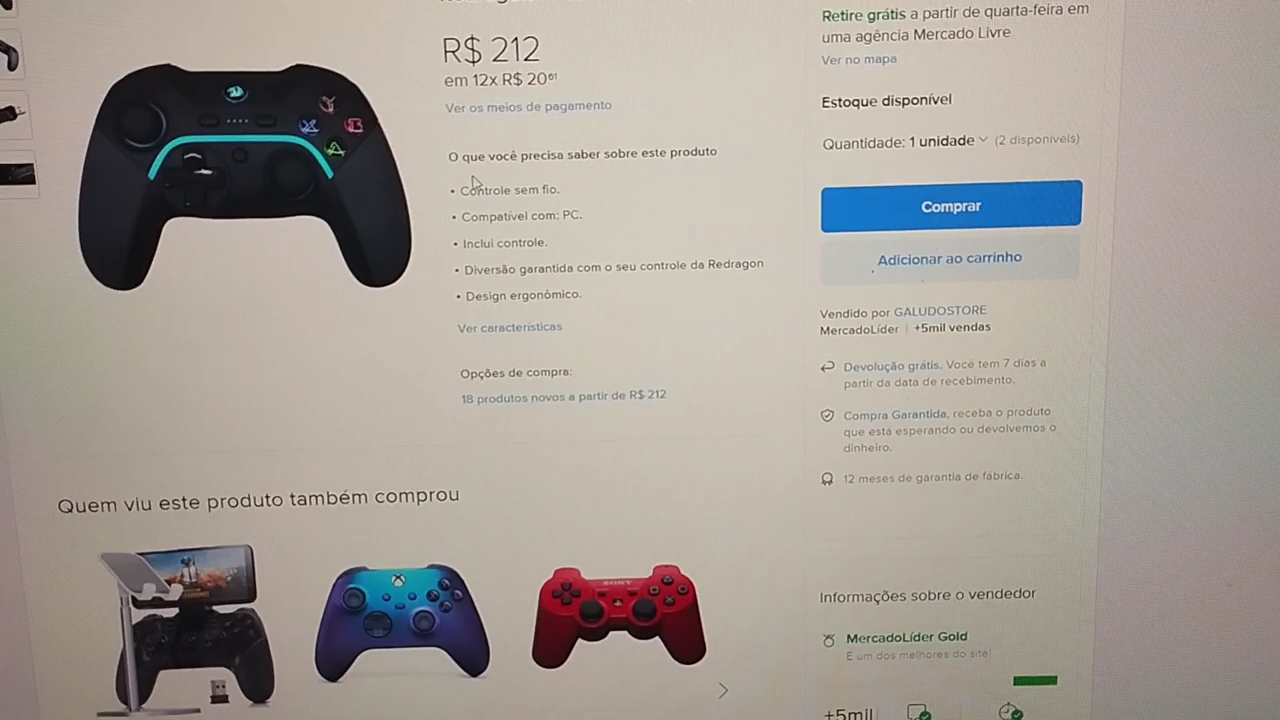 R$ 212
em 12x R$ 20⁶¹
Ver os meios de pagamento
O que você precisa saber sobre este produto
• Controle sem fio.
• Compatível com: PC.
• Inclui controle.
• Diversão garantida com o seu controle da Redragon
• Design ergonômico.
Ver características
Opções de compra:
18 produtos novos a partir de R$ 212
Retire grátis a partir de quarta-feira em
uma agência Mercado Livre
Ver no mapa
Estoque disponível
Quantidade: 1 unidade (2 disponíveis)
Comprar
Adicionar ao carrinho
Vendido por GALUDOSTORE
MercadoLíder | +5mil vendas
Devolução grátis. Você tem 7 dias a
partir da data de recebimento.
Compra Garantida, receba o produto
que está esperando ou devolvemos o
dinheiro.
12 meses de garantia de fábrica.
Quem viu este produto também comprou
SONY
Informações sobre o vendedor
MercadoLíder Gold
É um dos melhores do site!
+5mil